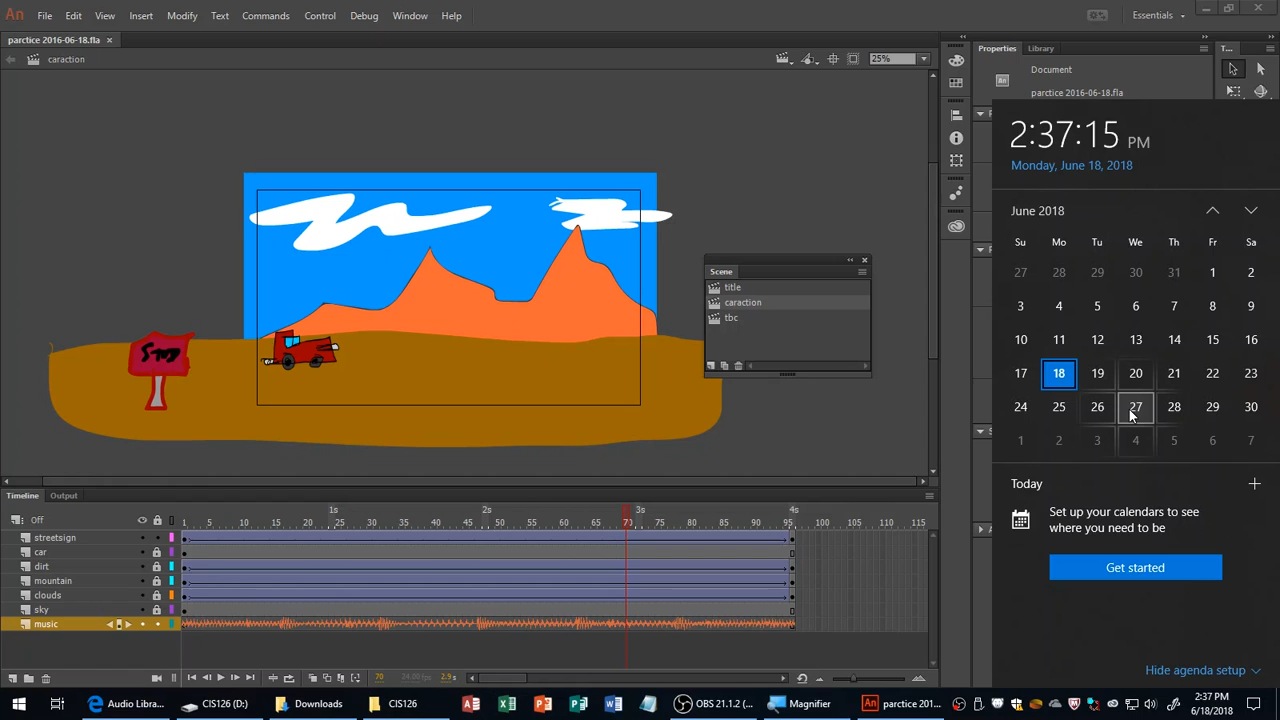 An File Edit View Insert Modify Text Commands Control Debug Window Help Essentials
parctice 2016-06-18.fla ×
caraction 25%
Properties Library T...
Document
parctice 2016-06-18.fla
2:37:15 PM
Monday, June 18, 2018
June 2018
Su Mo Tu We Th Fr Sa
27 28 29 30 31 1 2
3 4 5 6 7 8 9
10 11 12 13 14 15 16
17 18 19 20 21 22 23
24 25 26 27 28 29 30
1 2 3 4 5 6 7
Today
Set up your calendars to see
where you need to be
Get started
Hide agenda setup
Scene
title
caraction
tbc
Timeline Output
Off
1s 2s 3s 4s
1 5 10 15 20 25 30 35 40 45 50 55 60 65 70 75 80 85 90 95 100 105 110 115
streetsign
car
dirt
mountain
clouds
sky
music
70 24.00 fps 2.9s
Audio Libr... CIS126 (D:) Downloads CIS126 OBS 21.1.2 (... Magnifier An parctice 201... 2:37 PM
6/18/2018